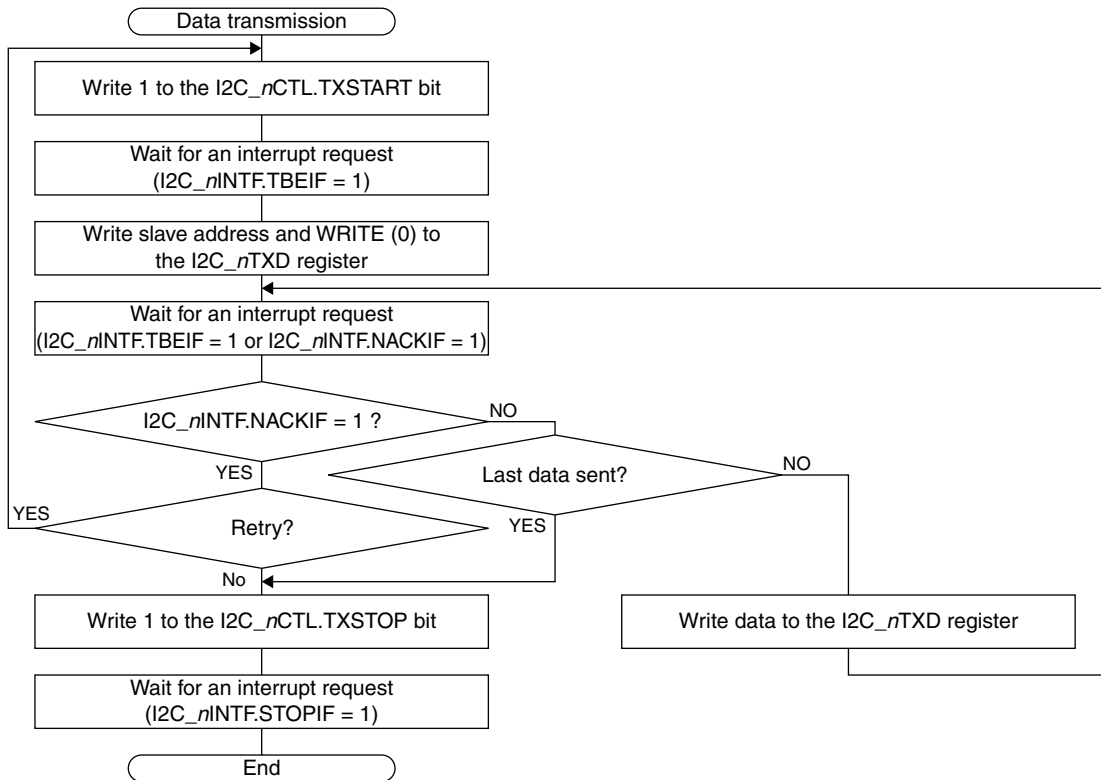 Data transmission
Write 1 to the I2C_nCTL.TXSTART bit
Wait for an interrupt request
(I2C_nINTF.TBEIF = 1)
Write slave address and WRITE (0) to
the I2C_nTXD register
Wait for an interrupt request
(I2C_nINTF.TBEIF = 1 or I2C_nINTF.NACKIF = 1)
I2C_nINTF.NACKIF = 1 ?
NO
YES
Last data sent?
NO
YES
Retry?
YES
No
Write 1 to the I2C_nCTL.TXSTOP bit
Write data to the I2C_nTXD register
Wait for an interrupt request
(I2C_nINTF.STOPIF = 1)
End